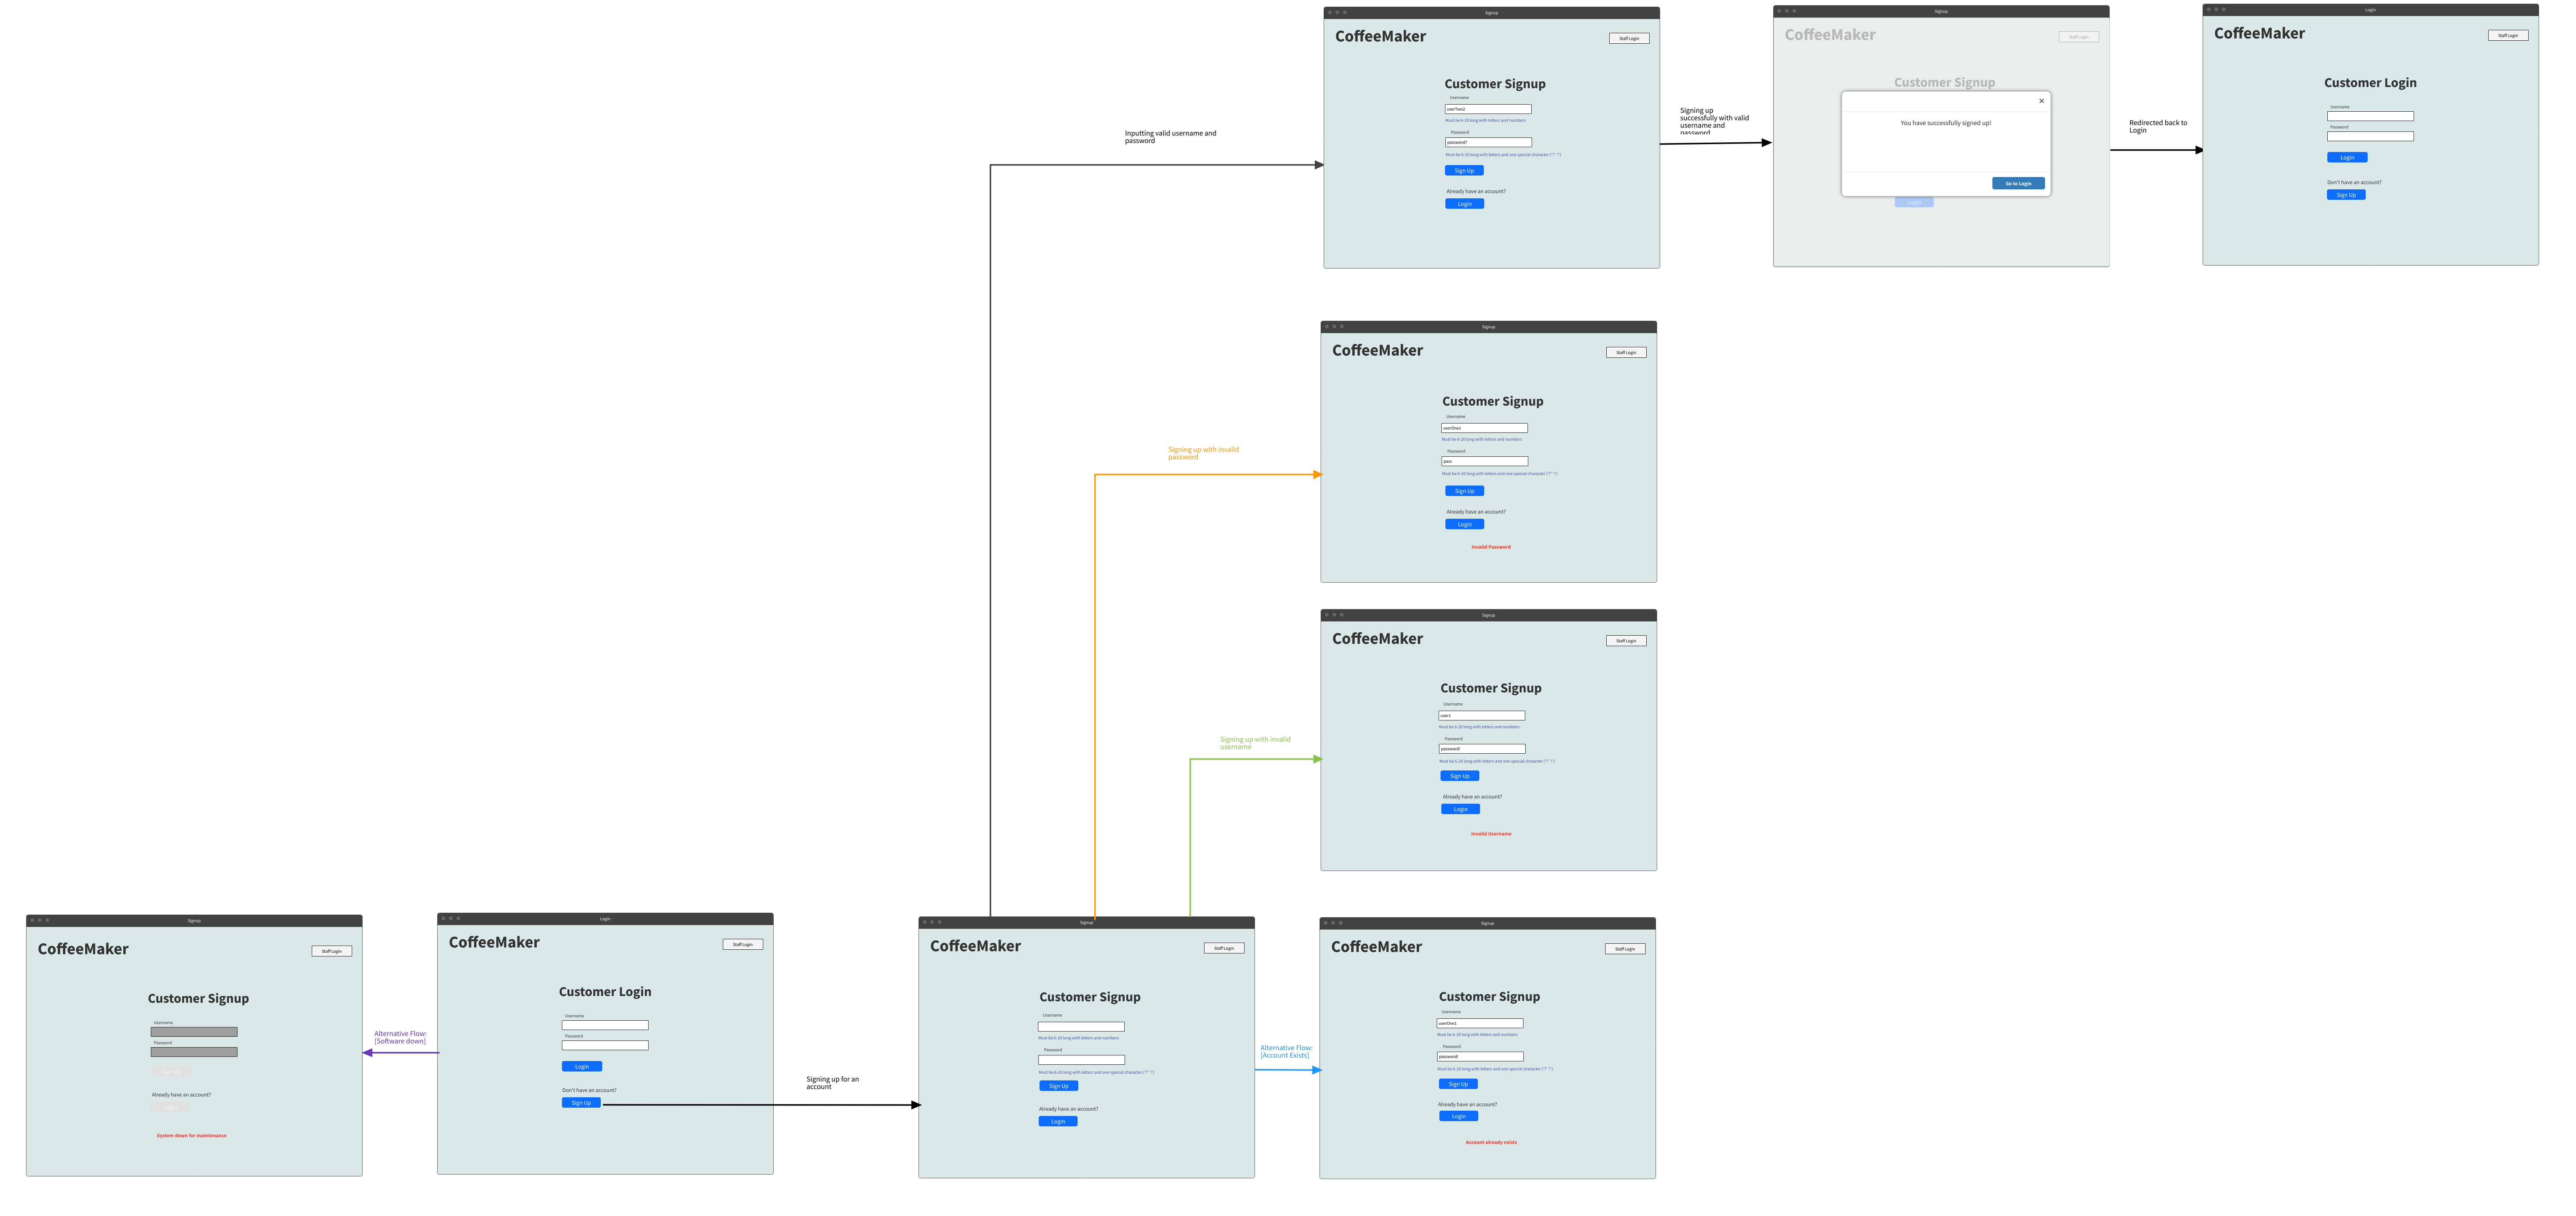 Signup
CoffeeMaker
Staff Login
Customer Signup
Username
userTwo2
Must be 6-20 long with letters and numbers
Password
password?
Must be 6-20 long with letters and one special character ('?' '!')
Sign Up
Already have an account?
Login
Inputting valid username and
password
Signing up
successfully with valid
username and
password
Signup
CoffeeMaker
Staff Login
Customer Signup
You have successfully signed up!
Go to Login
Login
Redirected back to
Login
Login
CoffeeMaker
Staff Login
Customer Login
Username
Password
Login
Don't have an account?
Sign Up
Signing up with invalid
password
Signup
CoffeeMaker
Staff Login
Customer Signup
Username
userOne1
Must be 6-20 long with letters and numbers
Password
pass
Must be 6-20 long with letters and one special character ('?' '!')
Sign Up
Already have an account?
Login
Invalid Password
Signing up with invalid
username
Signup
CoffeeMaker
Staff Login
Customer Signup
Username
user1
Must be 6-20 long with letters and numbers
Password
password!
Must be 6-20 long with letters and one special character ('?' '!')
Sign Up
Already have an account?
Login
Invalid Username
Signup
CoffeeMaker
Staff Login
Customer Signup
Username
Password
Sign Up
Already have an account?
Login
System down for maintenance
Alternative Flow:
[Software down]
Login
CoffeeMaker
Staff Login
Customer Login
Username
Password
Login
Don't have an account?
Sign Up
Signing up for an
account
Signup
CoffeeMaker
Staff Login
Customer Signup
Username
Must be 6-20 long with letters and numbers
Password
Must be 6-20 long with letters and one special character ('?' '!')
Sign Up
Already have an account?
Login
Alternative Flow:
[Account Exists]
Signup
CoffeeMaker
Staff Login
Customer Signup
Username
userOne1
Must be 6-20 long with letters and numbers
Password
password!
Must be 6-20 long with letters and one special character ('?' '!')
Sign Up
Already have an account?
Login
Account already exists